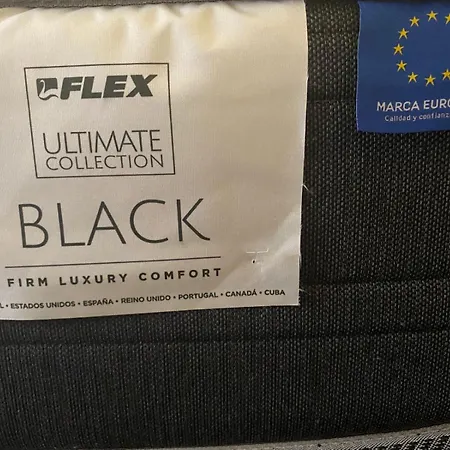 FLEX
ULTIMATE
COLLECTION
BLACK
FIRM LUXURY COMFORT
• ESTADOS UNIDOS • ESPAÑA • REINO UNIDO • PORTUGAL • CANADÁ • CUBA
MARCA EURO
Calidad y confianz